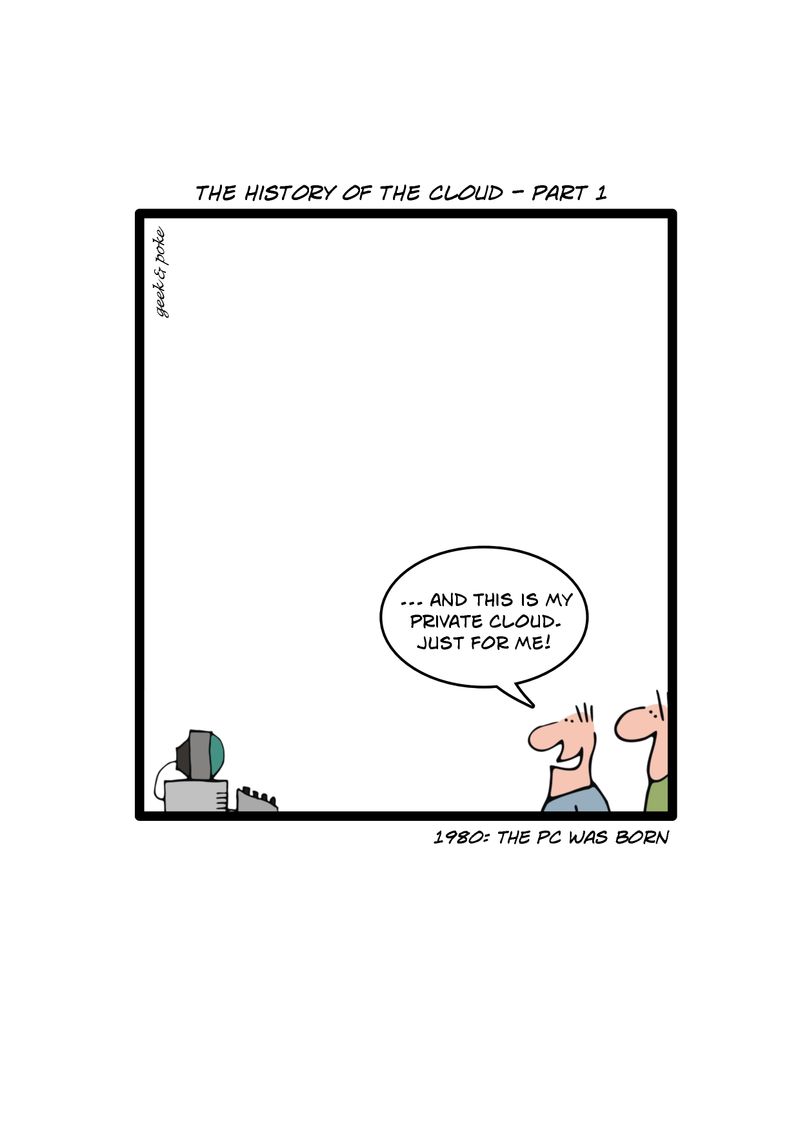 THE HISTORY OF THE CLOUD - PART 1
geek & poke
... AND THIS IS MY
PRIVATE CLOUD.
JUST FOR ME!
1980: THE PC WAS BORN